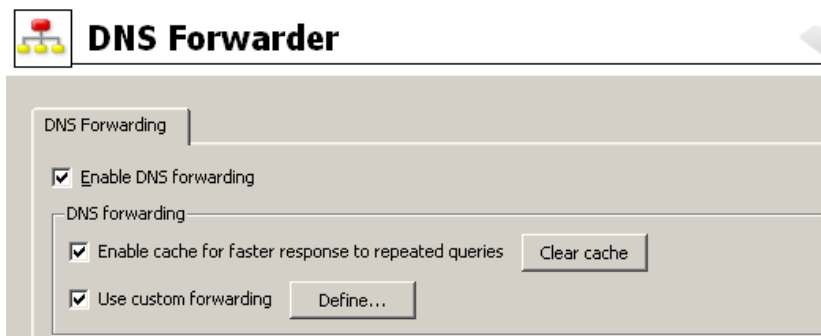 DNS Forwarder
DNS Forwarding
Enable DNS forwarding
DNS forwarding
Enable cache for faster response to repeated queries Clear cache
Use custom forwarding Define...